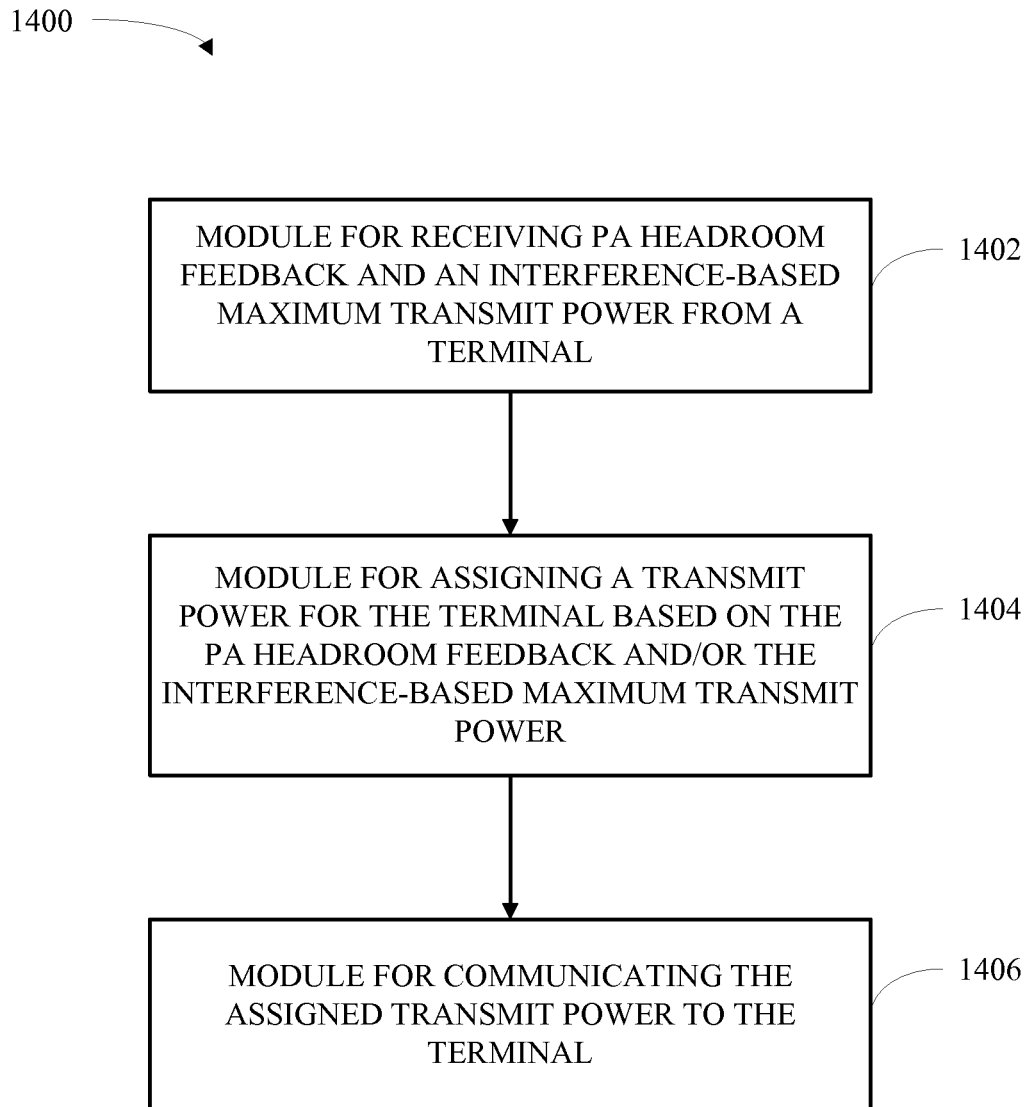 1400
MODULE FOR RECEIVING PA HEADROOM
FEEDBACK AND AN INTERFERENCE-BASED
MAXIMUM TRANSMIT POWER FROM A
TERMINAL
1402
MODULE FOR ASSIGNING A TRANSMIT
POWER FOR THE TERMINAL BASED ON THE
PA HEADROOM FEEDBACK AND/OR THE
INTERFERENCE-BASED MAXIMUM TRANSMIT
POWER
1404
MODULE FOR COMMUNICATING THE
ASSIGNED TRANSMIT POWER TO THE
TERMINAL
1406